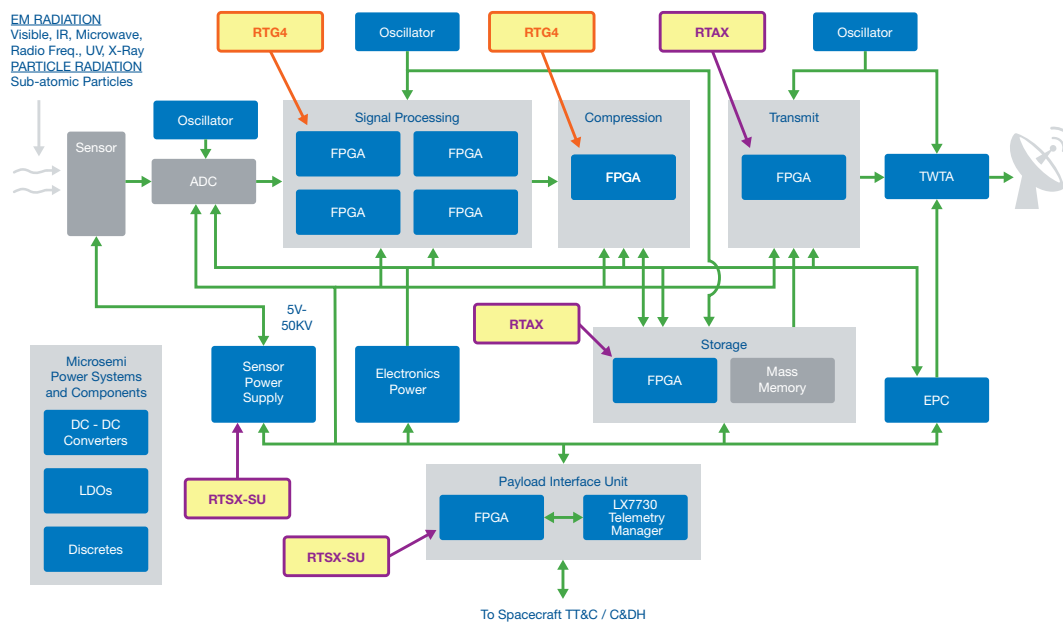 EM RADIATION
Visible, IR, Microwave,
Radio Freq., UV, X-Ray
PARTICLE RADIATION
Sub-atomic Particles
RTG4
Oscillator
RTG4
RTAX
Oscillator
Oscillator
Sensor
ADC
Signal Processing
FPGA
FPGA
FPGA
FPGA
Compression
FPGA
Transmit
FPGA
TWTA
5V-
50KV
RTAX
Storage
FPGA
Mass
Memory
Microsemi
Power Systems
and Components
DC - DC
Converters
LDOs
Discretes
Sensor
Power
Supply
Electronics
Power
EPC
RTSX-SU
Payload Interface Unit
FPGA
LX7730
Telemetry
Manager
RTSX-SU
To Spacecraft TT&C / C&DH